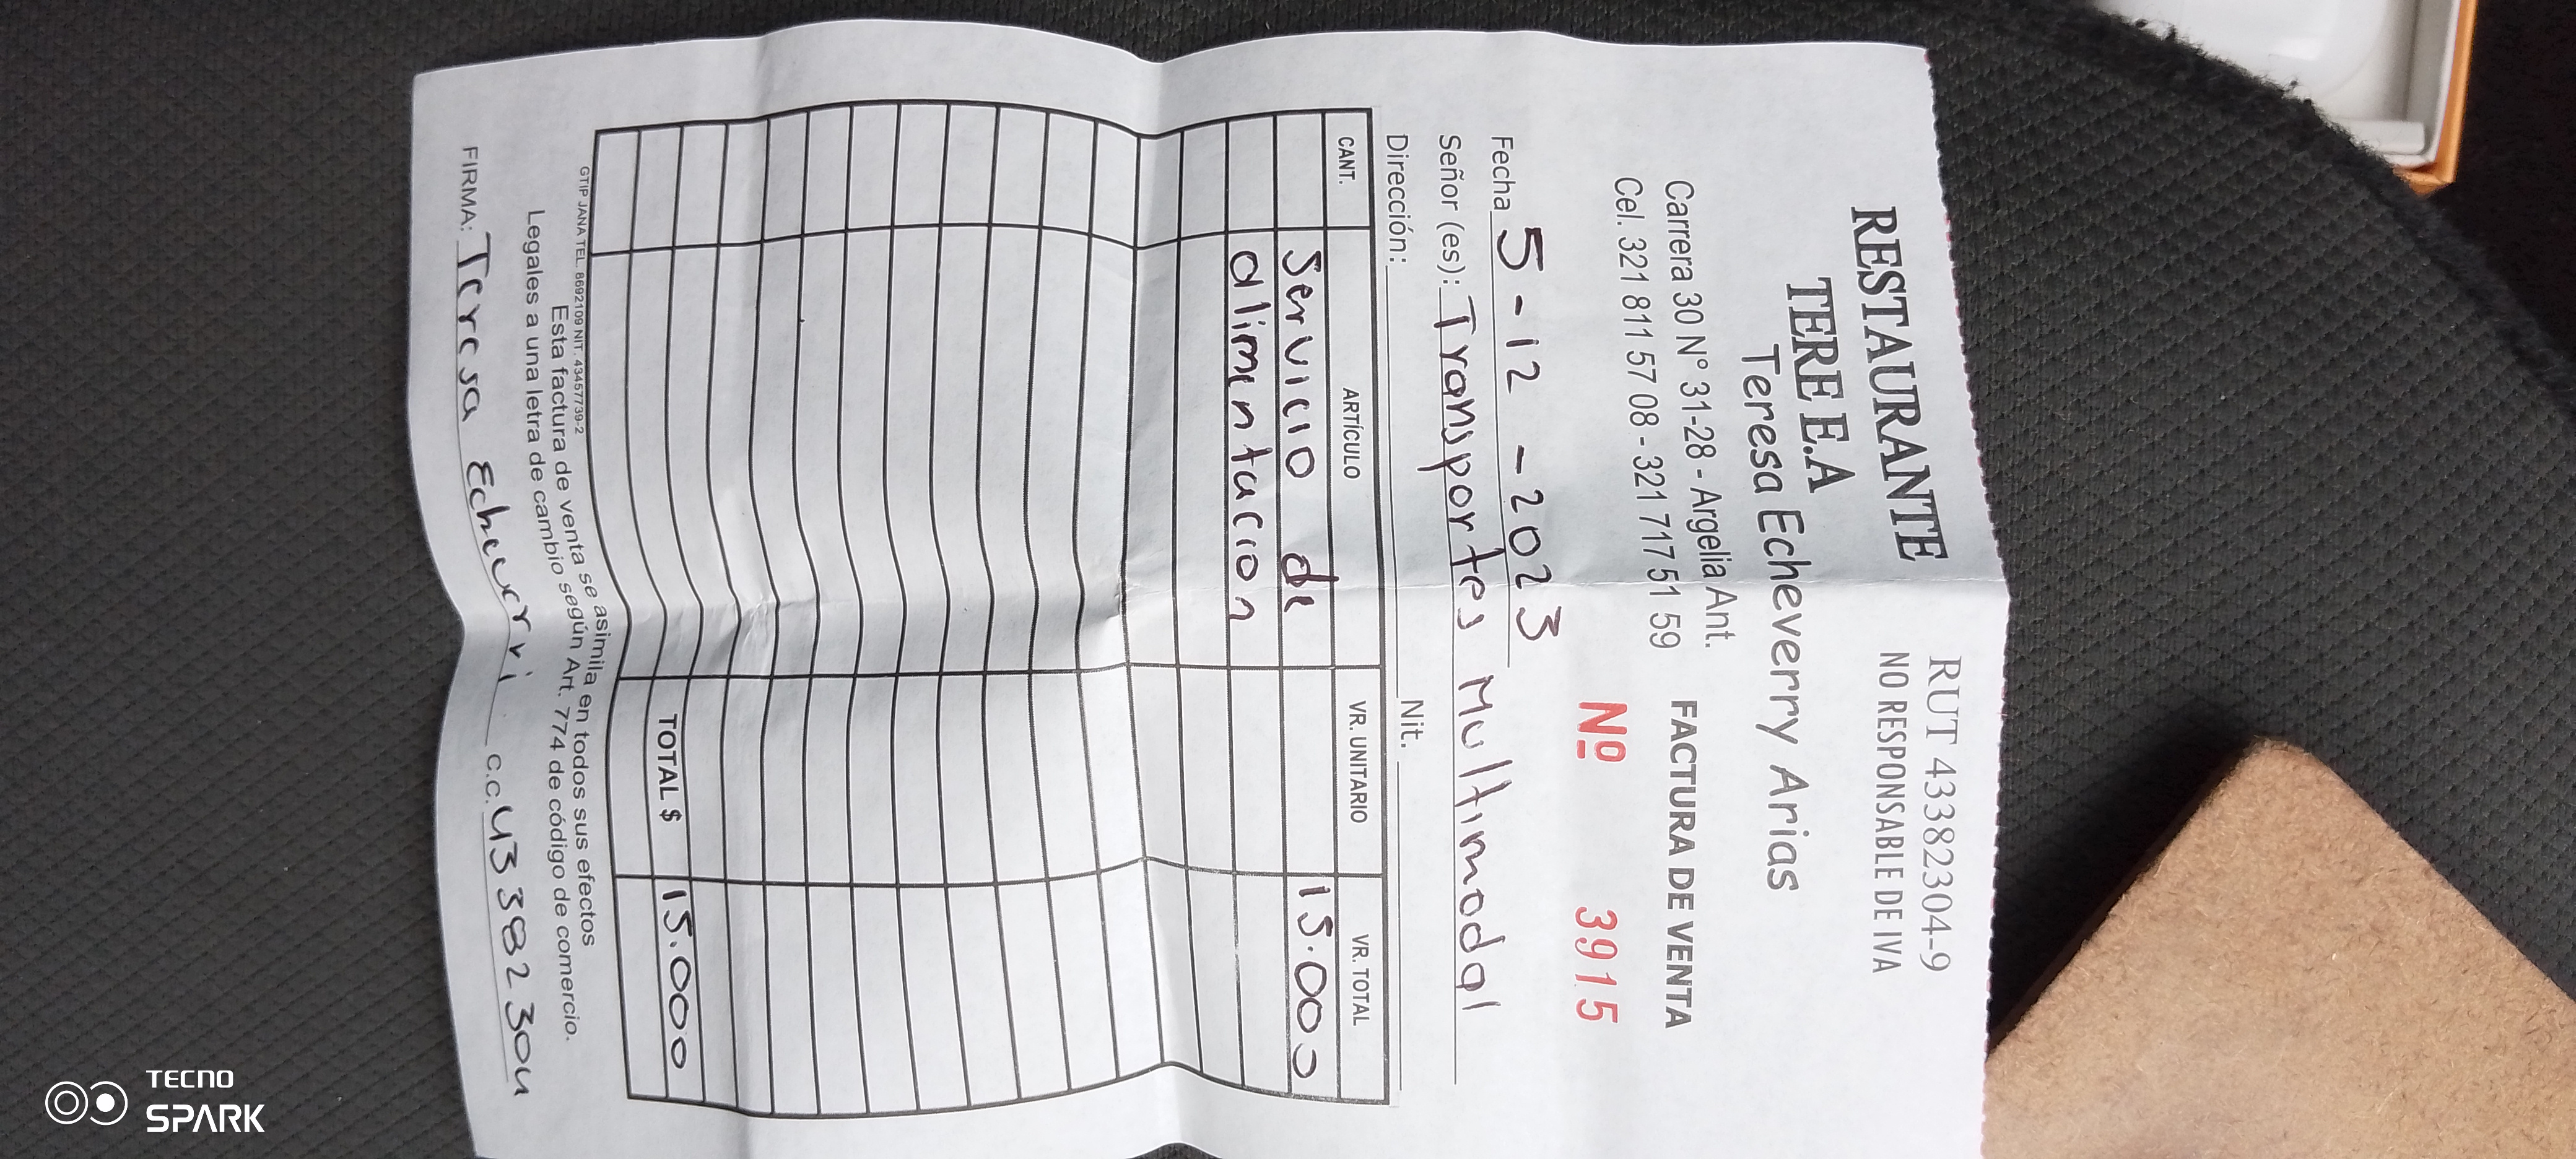 RESTAURANTE
TERE E.A
Teresa Echeverry Arias
RUT 43382304-9
NO RESPONSABLE DE IVA
Carrera 30 N° 31-28 - Argelia Ant.
Cel. 321 811 57 08 - 321 717 51 59
FACTURA DE VENTA
Nº 3915
Fecha 5-12-2023
Señor (es): Transportes Multimodal
Dirección: Nit.
CANT. ARTÍCULO VR. UNITARIO VR. TOTAL
Servicio de 15.000
alimentacion
TOTAL $ 15.000
GTIP JANA TEL. 8692109 NIT. 43457739-2
Esta factura de venta se asimila en todos sus efectos
Legales a una letra de cambio según Art. 774 de código de comercio.
FIRMA: Teresa Echeverri C.C. 43382304
TECNO
SPARK